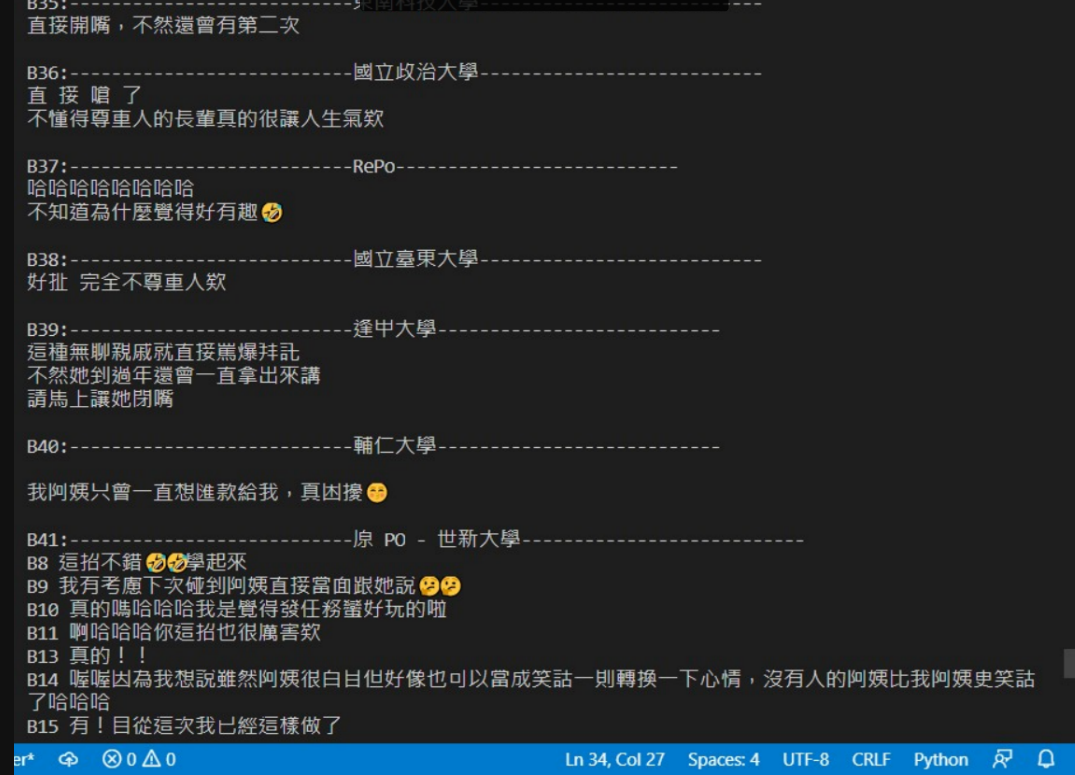 B35:---------------------------東南科技大學---------------------------
直接開嘴，不然還會有第二次
B36:---------------------------國立政治大學---------------------------
直 接 嗆 了
不懂得尊重人的長輩真的很讓人生氣欸
B37:---------------------------RePo---------------------------
哈哈哈哈哈哈哈哈
不知道為什麼覺得好有趣🤣
B38:---------------------------國立臺東大學---------------------------
好扯 完全不尊重人欸
B39:---------------------------逢甲大學---------------------------
這種無聊親戚就直接罵爆拜託
不然她到過年還會一直拿出來講
請馬上讓她閉嘴
B40:---------------------------輔仁大學---------------------------
我阿姨只會一直想匯款給我，真困擾😁
B41:---------------------------原 PO - 世新大學---------------------------
B8 這招不錯🤣🤣學起來
B9 我有考慮下次碰到阿姨直接當面跟她說🤔🤔
B10 真的嗎哈哈哈我是覺得發任務蠻好玩的啦
B11 啊哈哈哈你這招也很厲害欸
B13 真的！！
B14 喔喔因為我想說雖然阿姨很白目但好像也可以當成笑話一則轉換一下心情，沒有人的阿姨比我阿姨更笑話
了哈哈哈
B15 有！自從這次我已經這樣做了
er* 0 0 Ln 34, Col 27 Spaces: 4 UTF-8 CRLF Python